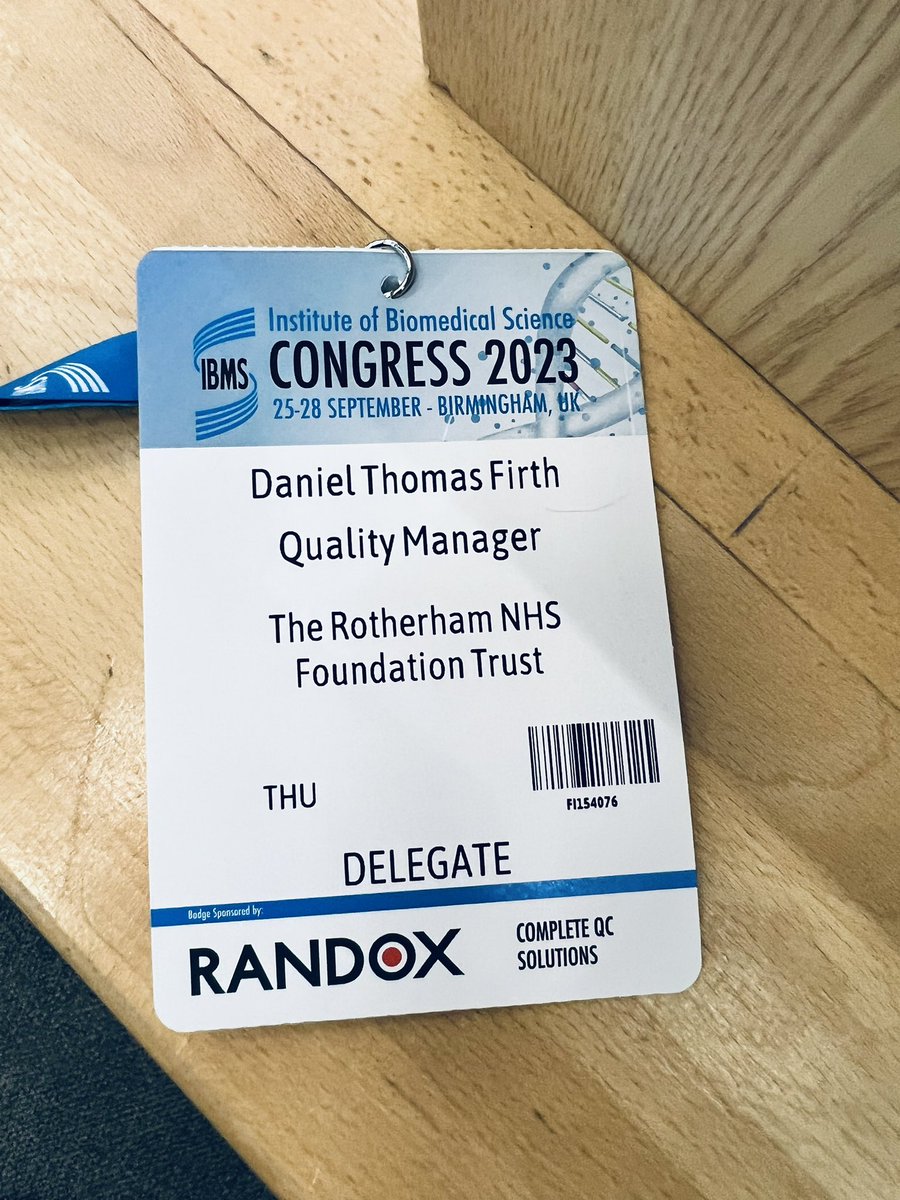 Institute of Biomedical Science
IBMS
CONGRESS 2023
25-28 SEPTEMBER - BIRMINGHAM, UK
Daniel Thomas Firth
Quality Manager
The Rotherham NHS
Foundation Trust
THU
FI154076
DELEGATE
Badge Sponsored by:
RANDOX
COMPLETE QC
SOLUTIONS